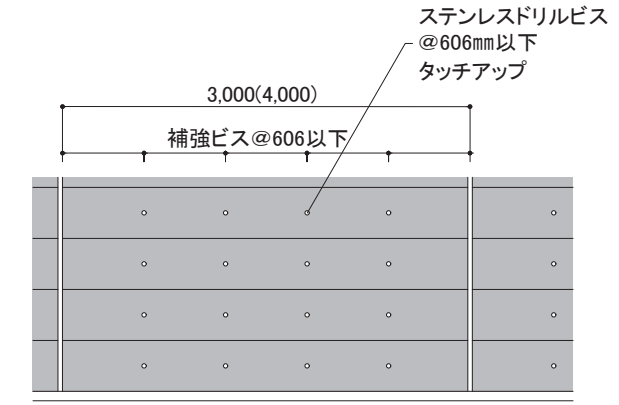 ステンレスドリルビス
@606㎜以下
タッチアップ
3,000(4,000)
補強ビス@606以下